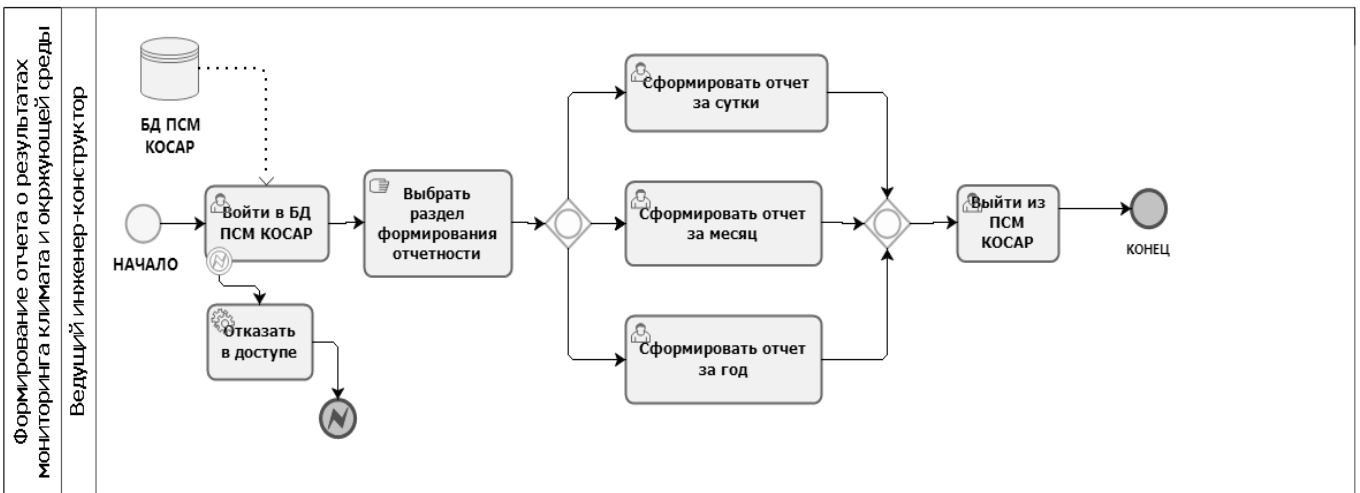 Формирование отчета о результатах
мониторинга климата и окржующей среды
Ведущий инженер-конструктор
БД ПСМ
КОСАР
НАЧАЛО
Войти в БД
ПСМ КОСАР
Отказать
в доступе
Выбрать
раздел
формирования
отчетности
Сформировать отчет
за сутки
Сформировать отчет
за месяц
Сформировать отчет
за год
Выйти из
ПСМ
КОСАР
КОНЕЦ